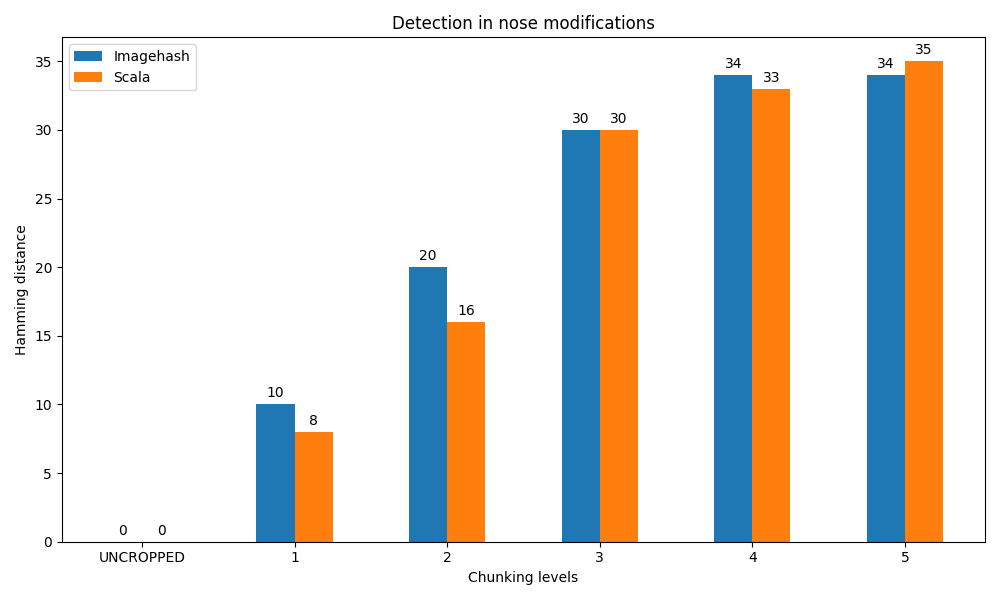 Detection in nose modifications
Imagehash
Scala
Hamming distance
35
30
25
20
15
10
5
0
0 0
10 8
20 16
30 30
34 33
34 35
UNCROPPED 1 2 3 4 5
Chunking levels